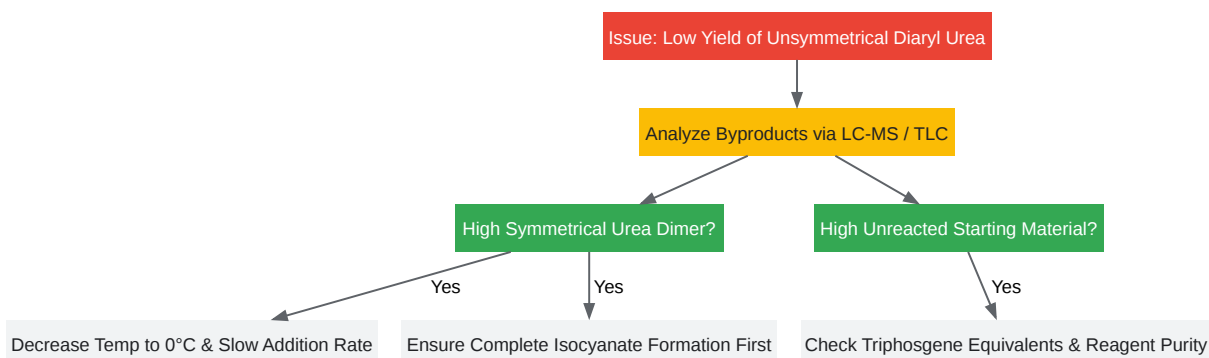 Issue: Low Yield of Unsymmetrical Diaryl Urea
Analyze Byproducts via LC-MS / TLC
High Symmetrical Urea Dimer?
High Unreacted Starting Material?
Yes
Yes
Yes
Decrease Temp to 0°C & Slow Addition Rate
Ensure Complete Isocyanate Formation First
Check Triphosgene Equivalents & Reagent Purity